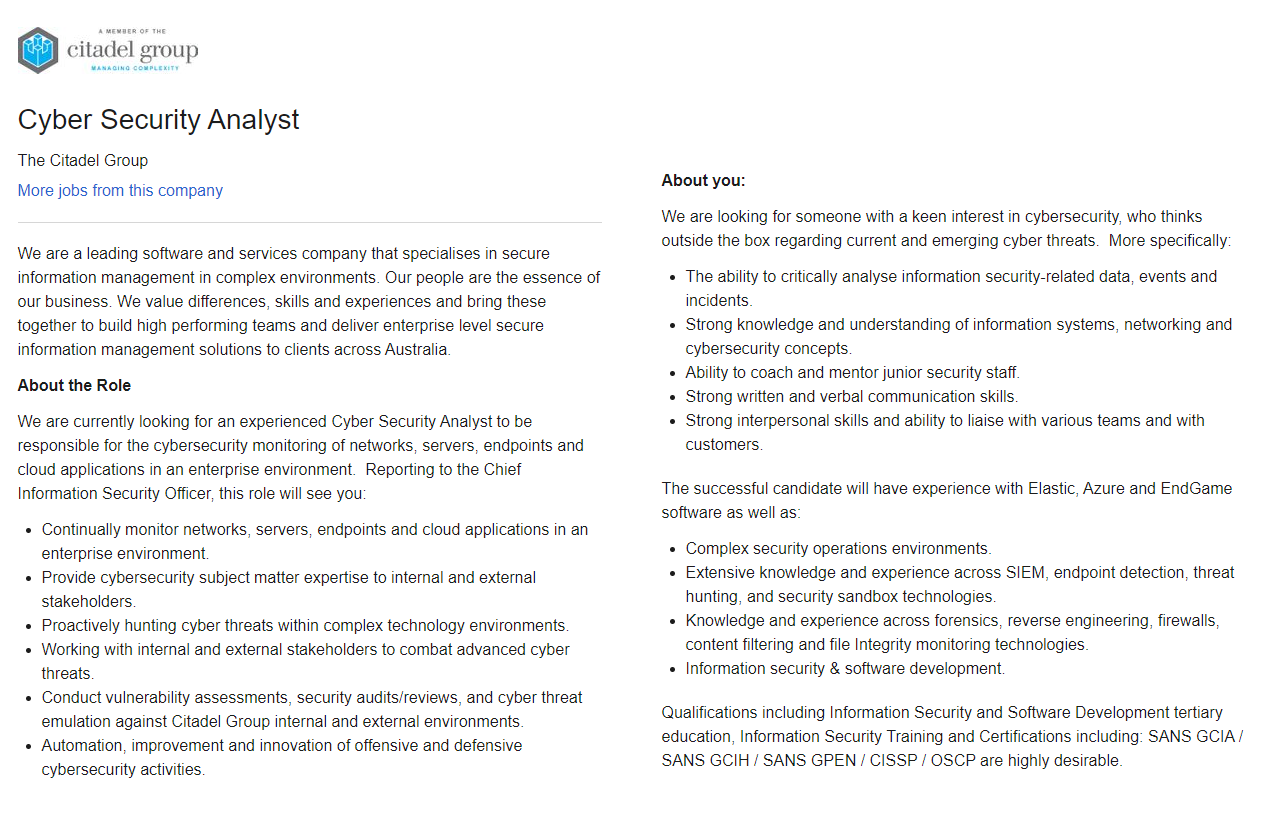 A MEMBER OF THE
citadel group
MANAGING COMPLEXITY
Cyber Security Analyst
The Citadel Group
More jobs from this company
We are a leading software and services company that specialises in secure
information management in complex environments. Our people are the essence of
our business. We value differences, skills and experiences and bring these
together to build high performing teams and deliver enterprise level secure
information management solutions to clients across Australia.
About the Role
We are currently looking for an experienced Cyber Security Analyst to be
responsible for the cybersecurity monitoring of networks, servers, endpoints and
cloud applications in an enterprise environment.  Reporting to the Chief
Information Security Officer, this role will see you:
• Continually monitor networks, servers, endpoints and cloud applications in an
enterprise environment.
• Provide cybersecurity subject matter expertise to internal and external
stakeholders.
• Proactively hunting cyber threats within complex technology environments.
• Working with internal and external stakeholders to combat advanced cyber
threats.
• Conduct vulnerability assessments, security audits/reviews, and cyber threat
emulation against Citadel Group internal and external environments.
• Automation, improvement and innovation of offensive and defensive
cybersecurity activities.
About you:
We are looking for someone with a keen interest in cybersecurity, who thinks
outside the box regarding current and emerging cyber threats.  More specifically:
• The ability to critically analyse information security-related data, events and
incidents.
• Strong knowledge and understanding of information systems, networking and
cybersecurity concepts.
• Ability to coach and mentor junior security staff.
• Strong written and verbal communication skills.
• Strong interpersonal skills and ability to liaise with various teams and with
customers.
The successful candidate will have experience with Elastic, Azure and EndGame
software as well as:
• Complex security operations environments.
• Extensive knowledge and experience across SIEM, endpoint detection, threat
hunting, and security sandbox technologies.
• Knowledge and experience across forensics, reverse engineering, firewalls,
content filtering and file Integrity monitoring technologies.
• Information security & software development.
Qualifications including Information Security and Software Development tertiary
education, Information Security Training and Certifications including: SANS GCIA /
SANS GCIH / SANS GPEN / CISSP / OSCP are highly desirable.